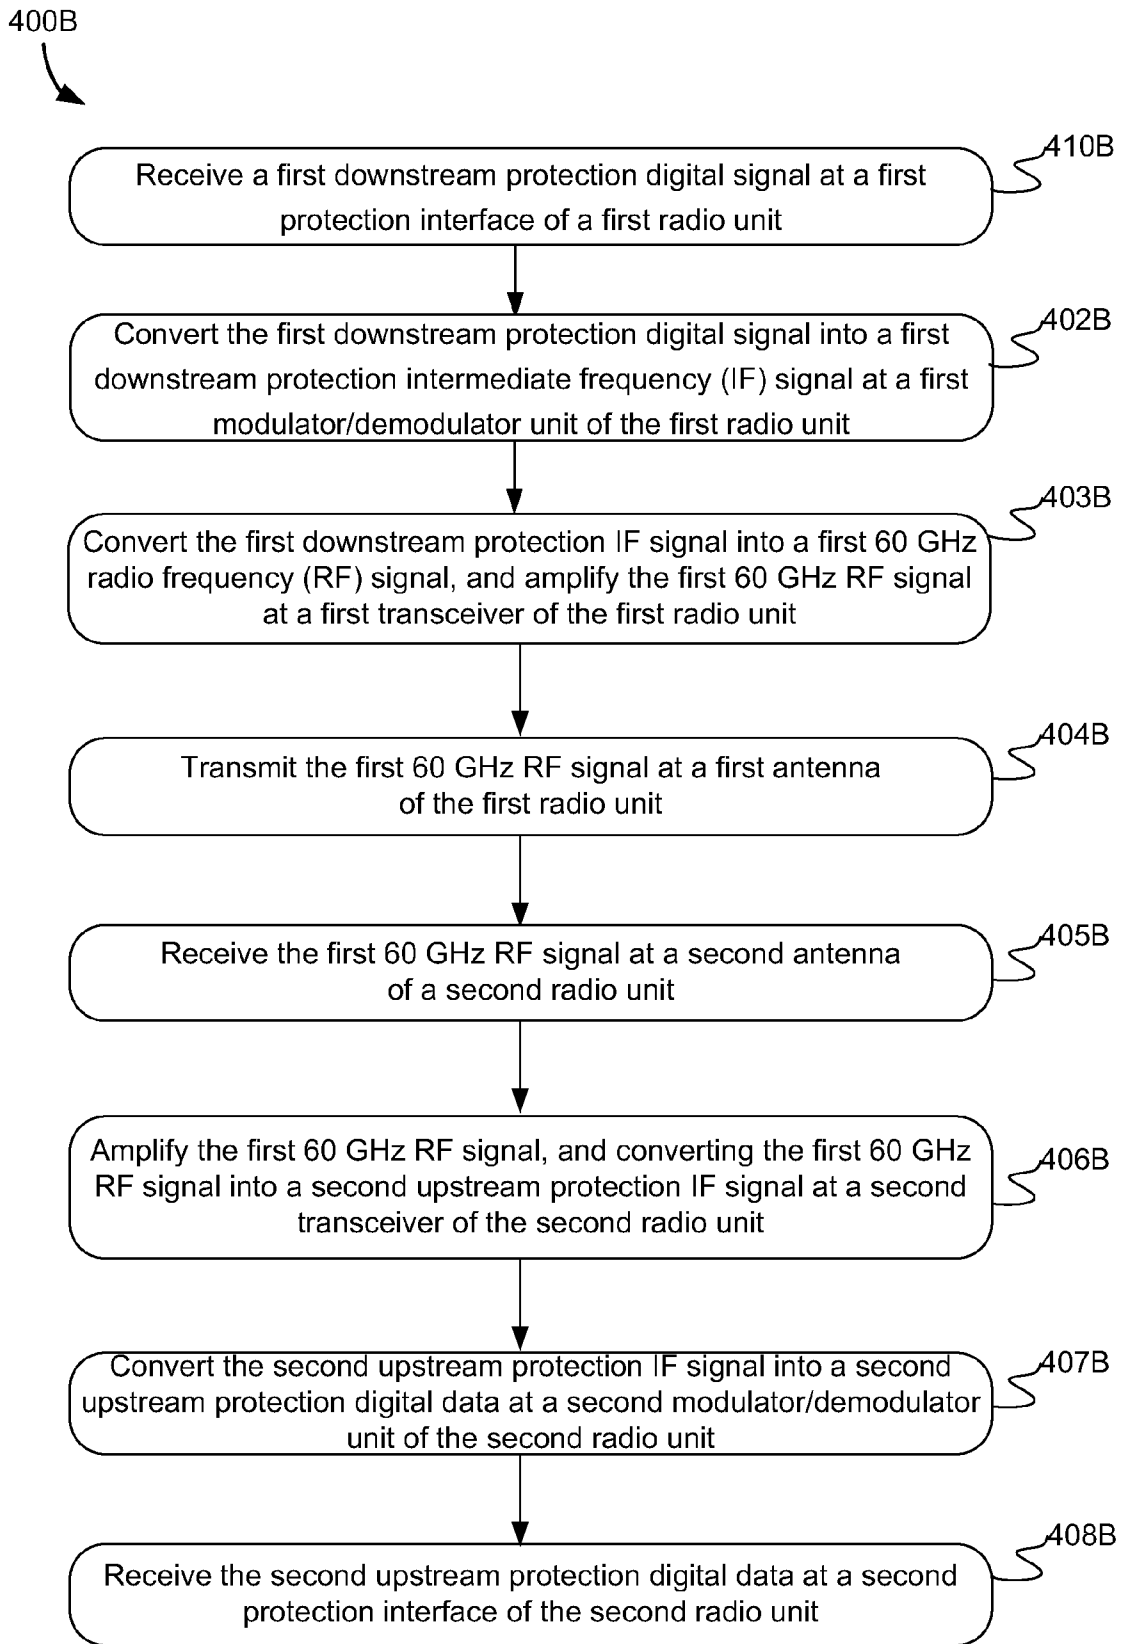 400B
410B
Receive a first downstream protection digital signal at a first
protection interface of a first radio unit
402B
Convert the first downstream protection digital signal into a first
downstream protection intermediate frequency (IF) signal at a first
modulator/demodulator unit of the first radio unit
403B
Convert the first downstream protection IF signal into a first 60 GHz
radio frequency (RF) signal, and amplify the first 60 GHz RF signal
at a first transceiver of the first radio unit
404B
Transmit the first 60 GHz RF signal at a first antenna
of the first radio unit
405B
Receive the first 60 GHz RF signal at a second antenna
of a second radio unit
406B
Amplify the first 60 GHz RF signal, and converting the first 60 GHz
RF signal into a second upstream protection IF signal at a second
transceiver of the second radio unit
407B
Convert the second upstream protection IF signal into a second
upstream protection digital data at a second modulator/demodulator
unit of the second radio unit
408B
Receive the second upstream protection digital data at a second
protection interface of the second radio unit